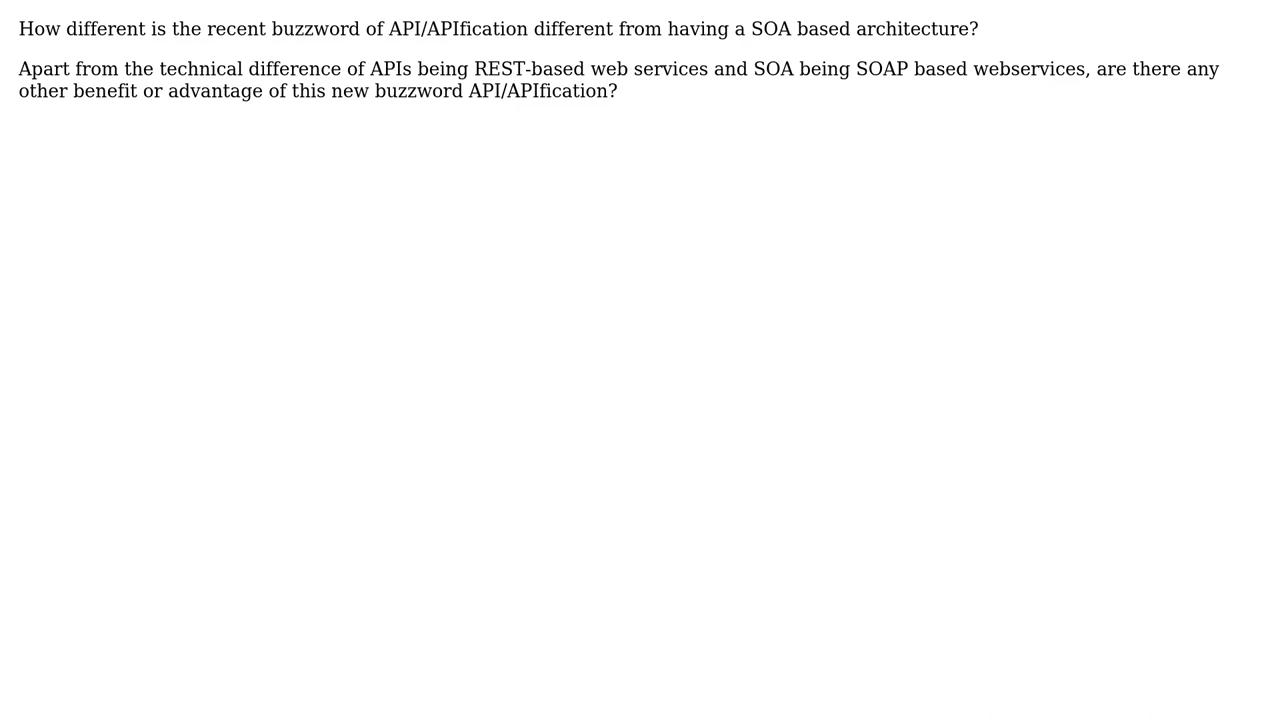 How different is the recent buzzword of API/APIfication different from having a SOA based architecture?
Apart from the technical difference of APIs being REST-based web services and SOA being SOAP based webservices, are there any
other benefit or advantage of this new buzzword API/APIfication?